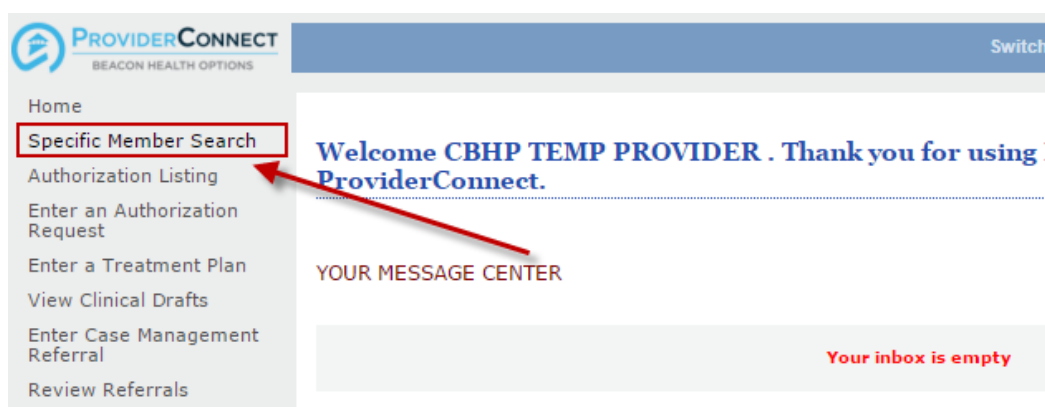 PROVIDERCONNECT
BEACON HEALTH OPTIONS
Switch
Home
Specific Member Search
Authorization Listing
Enter an Authorization
Request
Enter a Treatment Plan
View Clinical Drafts
Enter Case Management
Referral
Review Referrals
Welcome CBHP TEMP PROVIDER . Thank you for using
ProviderConnect.
YOUR MESSAGE CENTER
Your inbox is empty